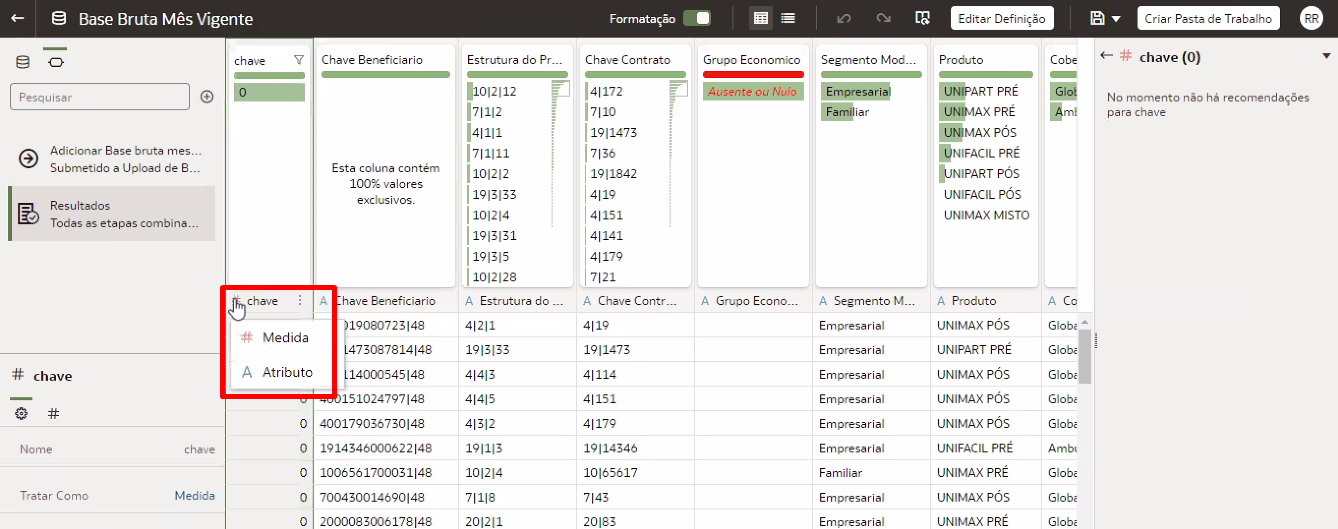 Base Bruta Mês Vigente
Formatação
Editar Definição
Criar Pasta de Trabalho
RR
Pesquisar
Adicionar Base bruta mes...
Submetido a Upload de B...
Resultados
Todas as etapas combina...
# chave
Nome chave
Tratar Como Medida
chave
0
Chave Beneficiario
Esta coluna contém
100% valores
exclusivos.
Estrutura do Pr...
10|2|12
7|1|2
4|1|1
7|1|11
10|2|2
19|3|33
10|2|4
19|3|31
19|3|5
10|2|28
Chave Contrato
4|172
7|10
19|1473
7|36
19|1842
4|19
4|151
4|141
4|179
7|21
Grupo Economico
Ausente ou Nulo
Segmento Mod...
Empresarial
Familiar
Produto
UNIPART PRÉ
UNIMAX PRÉ
UNIMAX PÓS
UNIFACIL PRÉ
UNIPART PÓS
UNIFACIL PÓS
UNIMAX MISTO
Cobe
Glob
Amb
# chave A Chave Beneficiario A Estrutura do ... A Chave Contr... A Grupo Econo... A Segmento M... A Produto A Co
# Medida
A Atributo
019080723|48 4|2|1 4|19 Empresarial UNIMAX PÓS Globa
1473087814|48 19|3|33 19|1473 Empresarial UNIPART PRÉ Globa
114000545|48 4|4|3 4|114 Empresarial UNIMAX PÓS Globa
0 400151024797|48 4|4|5 4|151 Empresarial UNIMAX PÓS Globa
0 400179036730|48 4|3|2 4|179 Empresarial UNIMAX PÓS Globa
0 1914346000622|48 19|1|3 19|14346 Empresarial UNIFACIL PRÉ Ambu
0 1006561700031|48 10|2|4 10|65617 Familiar UNIMAX PRÉ Globa
0 700430014690|48 7|1|8 7|43 Empresarial UNIMAX PÓS Globa
0 2000083006178|48 20|2|1 20|83 Empresarial UNIMAX PÓS Globa
# chave (0)
No momento não há recomendações
para chave